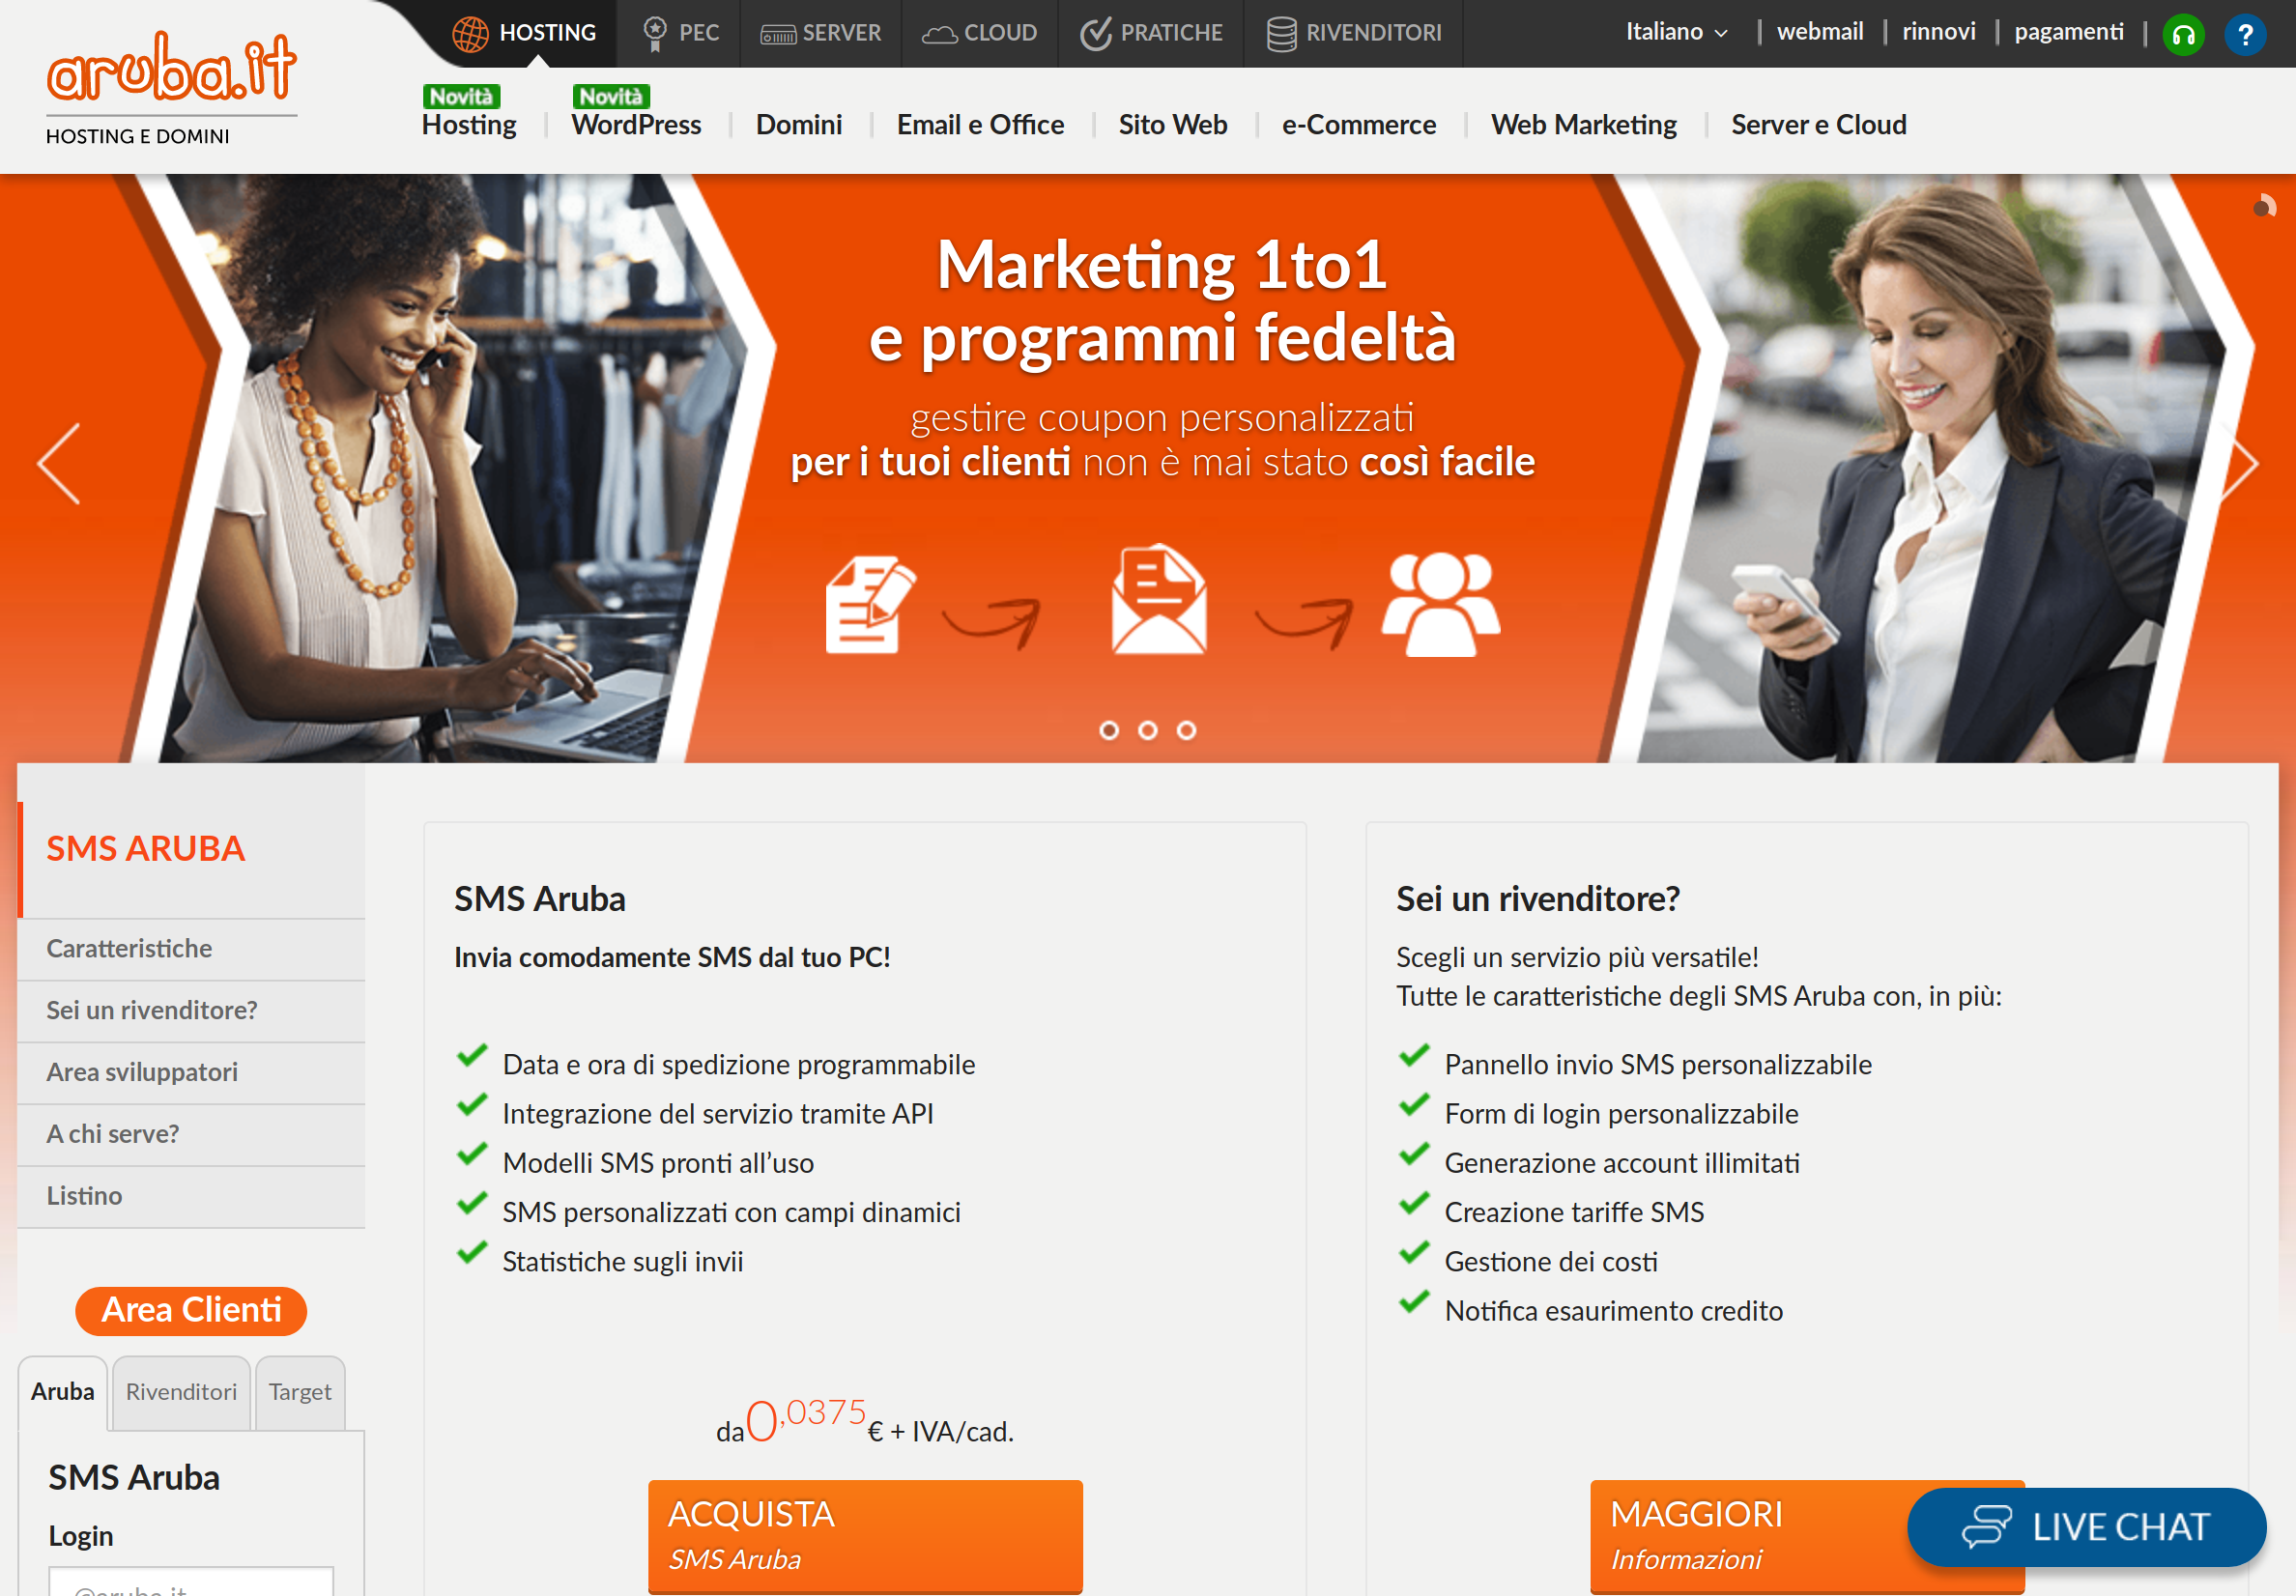 aruba.it
HOSTING E DOMINI
HOSTING
PEC
SERVER
CLOUD
PRATICHE
RIVENDITORI
Italiano
webmail
rinnovi
pagamenti
?
Novità
Hosting
Novità
WordPress
Domini
Email e Office
Sito Web
e-Commerce
Web Marketing
Server e Cloud
Marketing 1to1
e programmi fedeltà
gestire coupon personalizzati
per i tuoi clienti non è mai stato così facile
SMS ARUBA
Caratteristiche
Sei un rivenditore?
Area sviluppatori
A chi serve?
Listino
Area Clienti
Aruba
Rivenditori
Target
SMS Aruba
Login
@aruba.it
SMS Aruba
Invia comodamente SMS dal tuo PC!
Data e ora di spedizione programmabile
Integrazione del servizio tramite API
Modelli SMS pronti all’uso
SMS personalizzati con campi dinamici
Statistiche sugli invii
da 0,0375 € + IVA/cad.
ACQUISTA
SMS Aruba
Sei un rivenditore?
Scegli un servizio più versatile!
Tutte le caratteristiche degli SMS Aruba con, in più:
Pannello invio SMS personalizzabile
Form di login personalizzabile
Generazione account illimitati
Creazione tariffe SMS
Gestione dei costi
Notifica esaurimento credito
MAGGIORI
Informazioni
LIVE CHAT